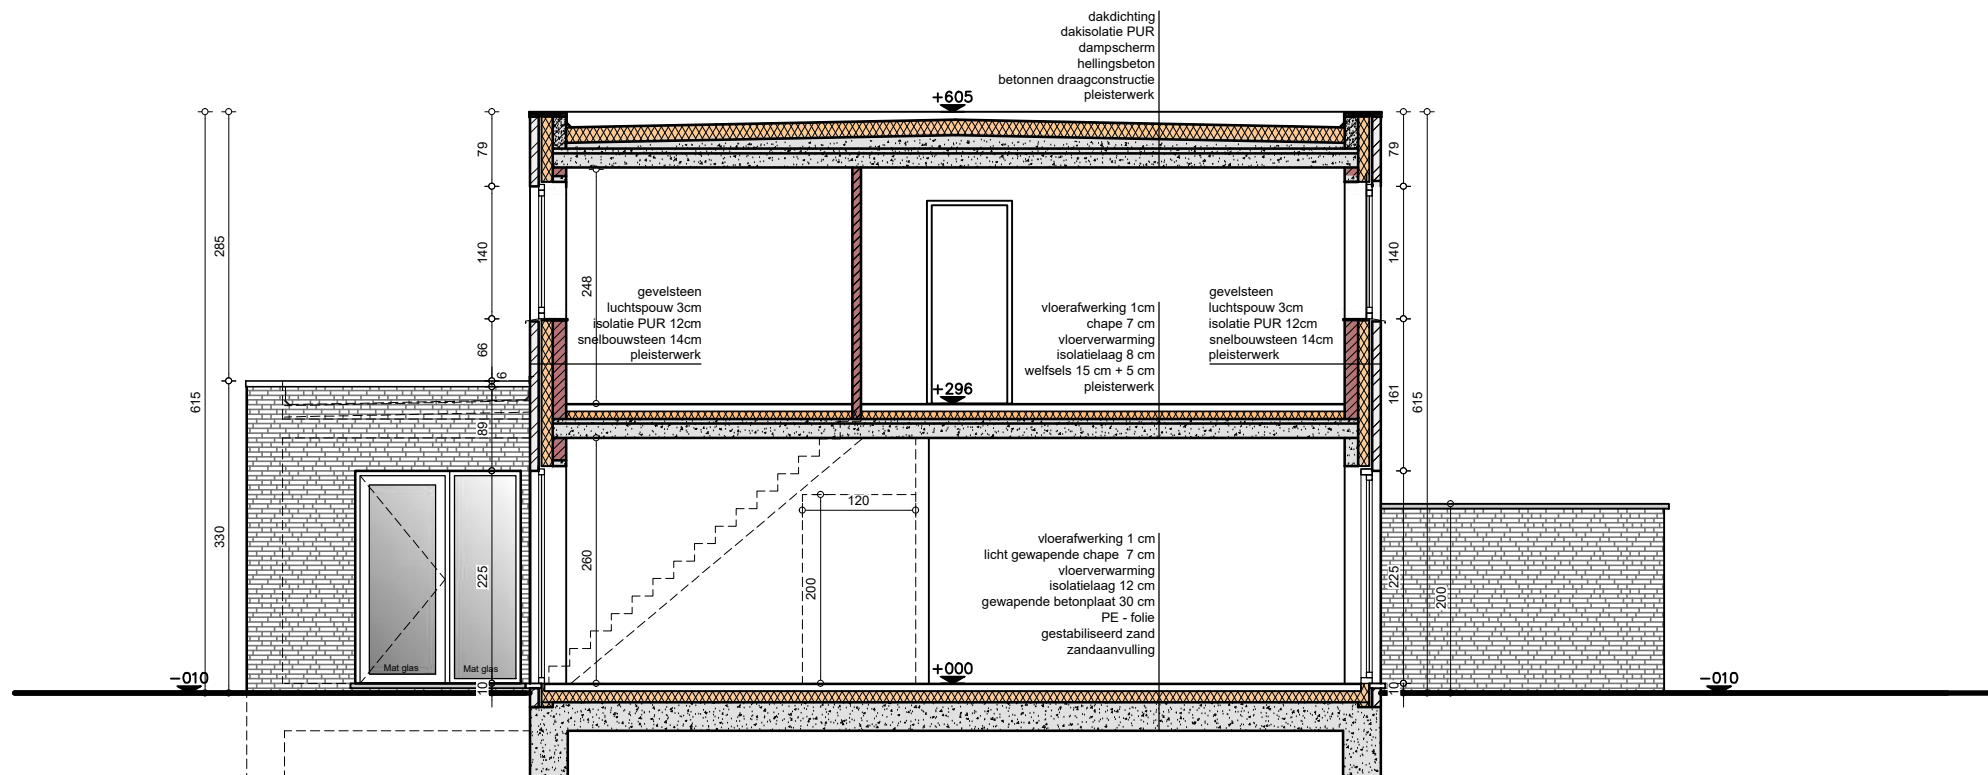 dakdichting
dakisolatie PUR
dampscherm
hellingsbeton
betonnen draagconstructie
pleisterwerk
+605
79
79
285
140
248
140
gevelsteen
luchtspouw 3cm
isolatie PUR 12cm
snelbouwsteen 14cm
pleisterwerk
vloerafwerking 1cm
chape 7 cm
vloerverwarming
isolatielaag 8 cm
welfsels 15 cm + 5 cm
pleisterwerk
gevelsteen
luchtspouw 3cm
isolatie PUR 12cm
snelbouwsteen 14cm
pleisterwerk
66
6
+296
615
161
615
89
120
330
225
260
200
vloerafwerking 1 cm
licht gewapende chape 7 cm
vloerverwarming
isolatielaag 12 cm
gewapende betonplaat 30 cm
PE - folie
gestabiliseerd zand
zandaanvulling
225
200
Mat glas
Mat glas
+000
-010
10
10
-010